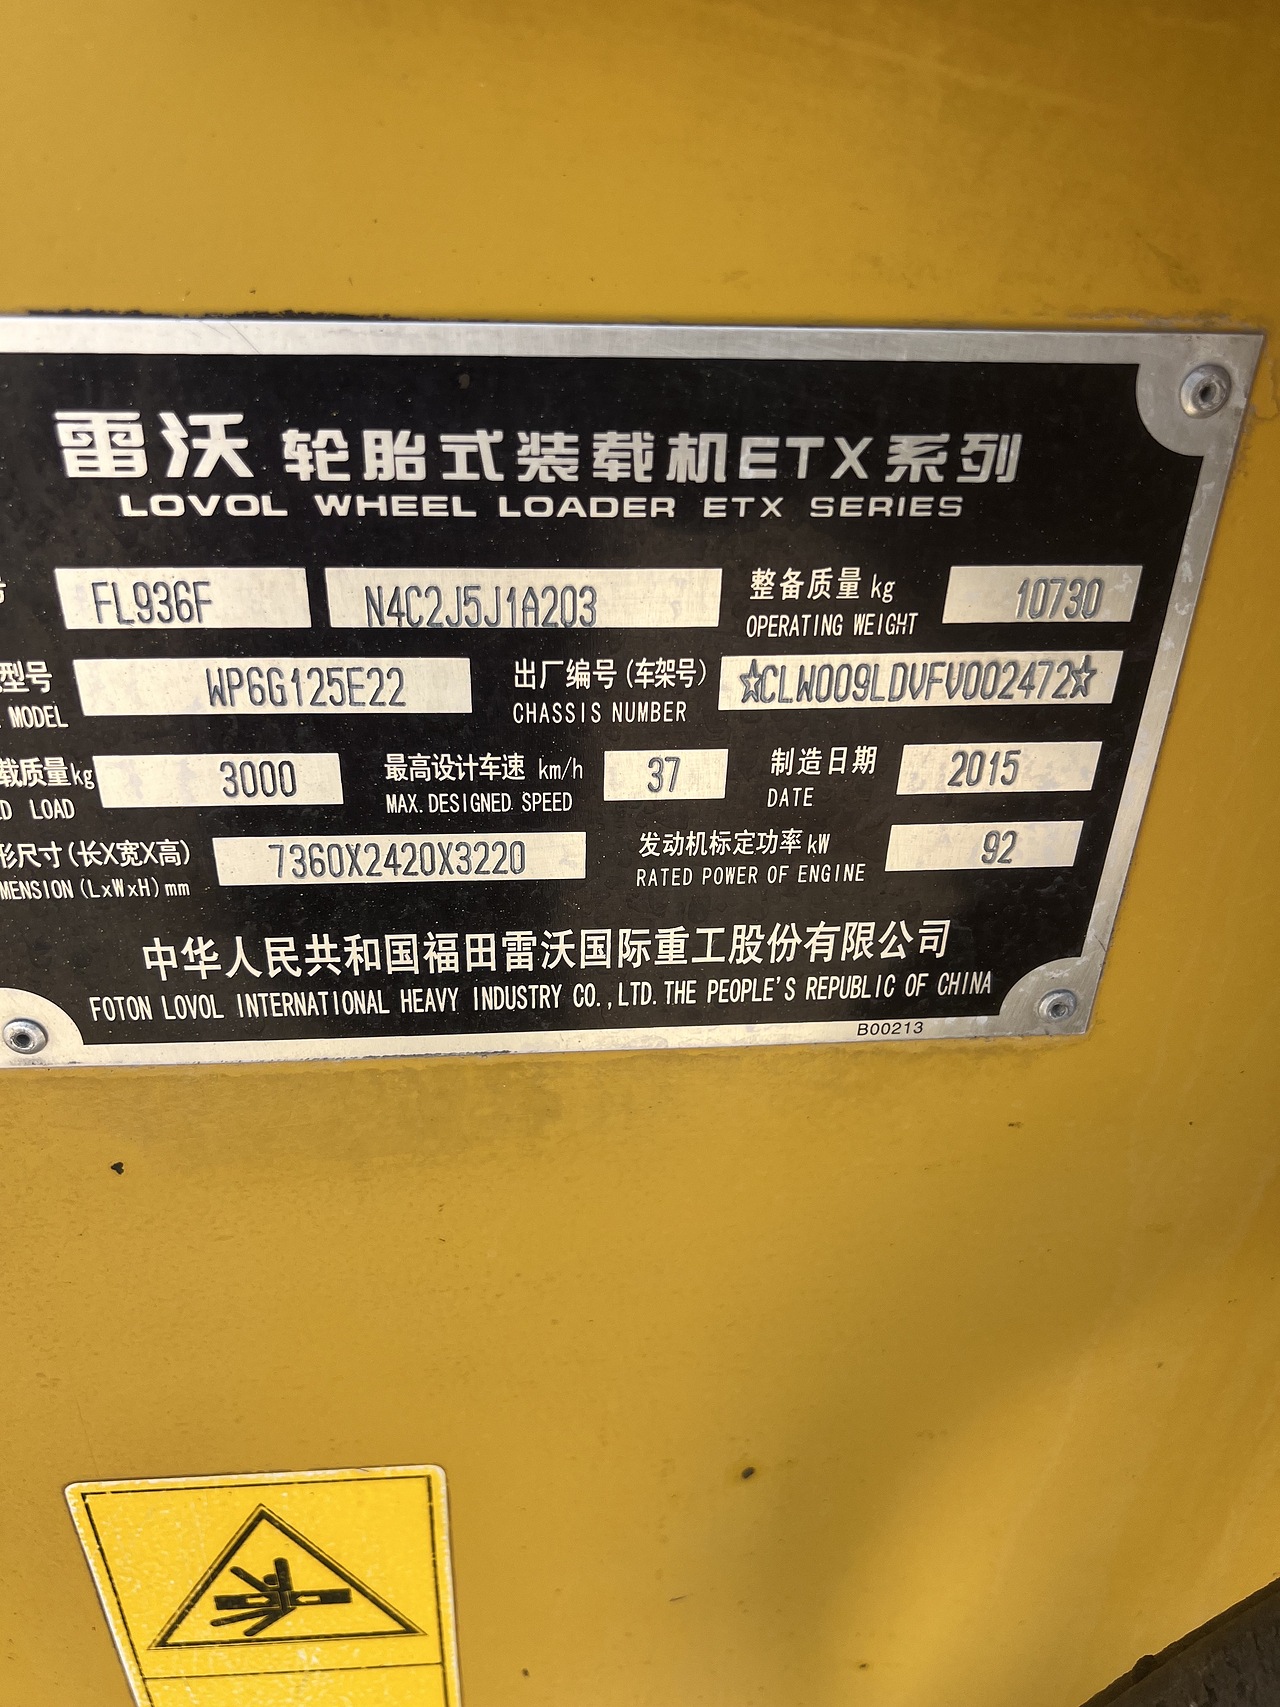 雷沃 轮胎式装载机ETX系列
LOVOL WHEEL LOADER ETX SERIES
号 FL936F N4C2J5J1A203 整备质量 kg 10730
OPERATING WEIGHT
型号 WP6G125E22 出厂编号(车架号) ☆CLW009LDVFV002472☆
MODEL CHASSIS NUMBER
载质量kg 3000 最高设计车速 km/h 37 制造日期 2015
LOAD MAX. DESIGNED SPEED DATE
形尺寸(长X宽X高) 7360X2420X3220 发动机标定功率 kW 92
MENSION (LxWxH) mm RATED POWER OF ENGINE
中华人民共和国福田雷沃国际重工股份有限公司
FOTON LOVOL INTERNATIONAL HEAVY INDUSTRY CO., LTD. THE PEOPLE'S REPUBLIC OF CHINA
B00213